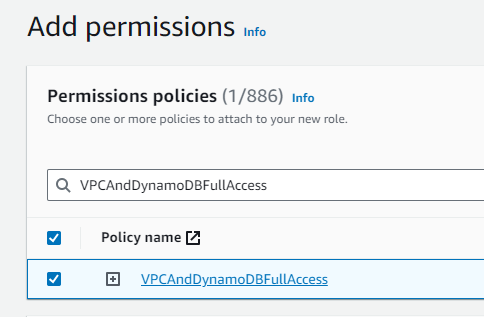 Add permissions Info
Permissions policies (1/886) Info
Choose one or more policies to attach to your new role.
VPCAndDynamoDBFullAccess
Policy name
VPCAndDynamoDBFullAccess